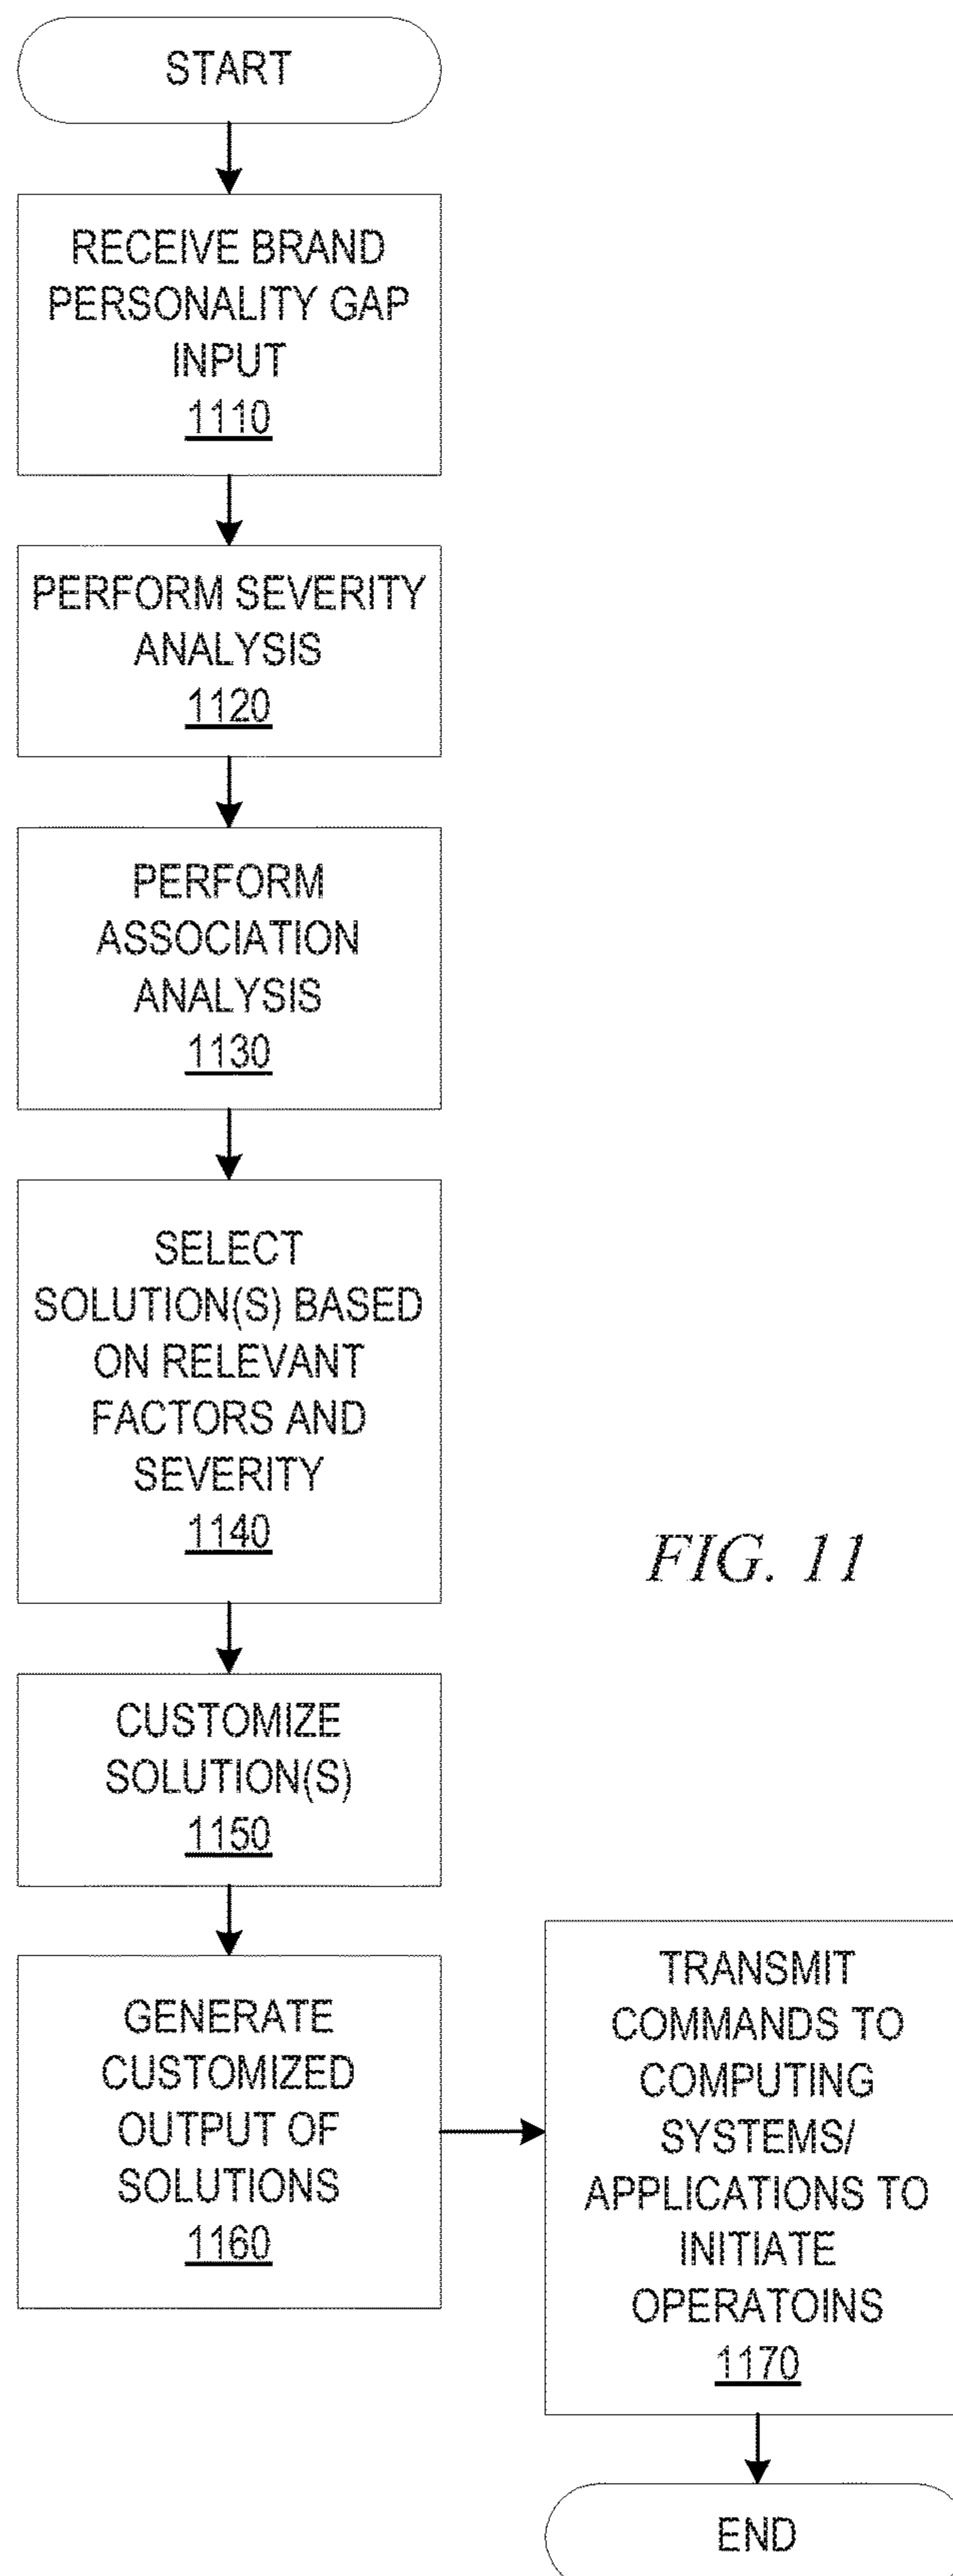 START
RECEIVE BRAND
PERSONALITY GAP
INPUT
1110
PERFORM SEVERITY
ANALYSIS
1120
PERFORM
ASSOCIATION
ANALYSIS
1130
SELECT
SOLUTION(S) BASED
ON RELEVANT
FACTORS AND
SEVERITY
1140
FIG. 11
CUSTOMIZE
SOLUTION(S)
1150
GENERATE
CUSTOMIZED
OUTPUT OF
SOLUTIONS
1160
TRANSMIT
COMMANDS TO
COMPUTING
SYSTEMS/
APPLICATIONS TO
INITIATE
OPERATOINS
1170
END